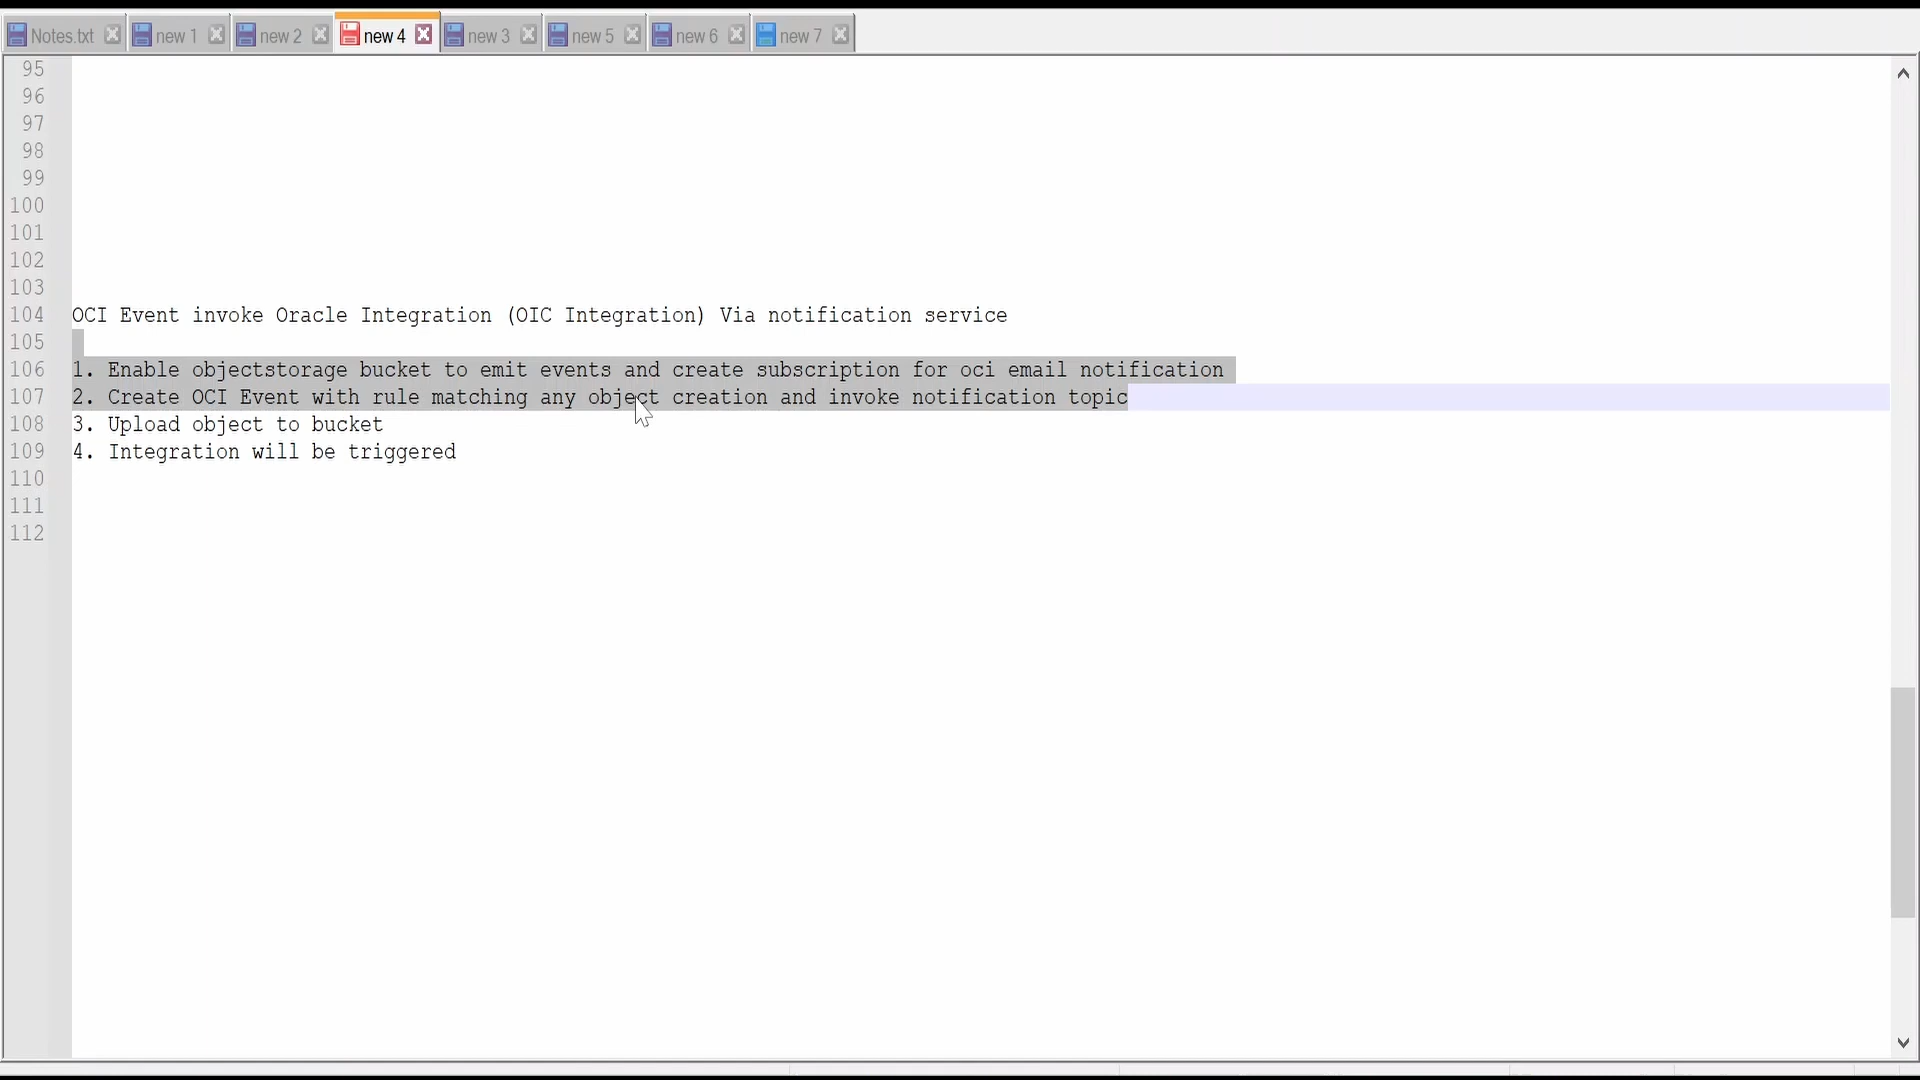 Notes.txt new 1 new 2 new 4 new 3 new 5 new 6 new 7
95
96
97
98
99
100
101
102
103
104 OCI Event invoke Oracle Integration (OIC Integration) Via notification service
105
106 1. Enable objectstorage bucket to emit events and create subscription for oci email notification
107 2. Create OCI Event with rule matching any object creation and invoke notification topic
108 3. Upload object to bucket
109 4. Integration will be triggered
110
111
112